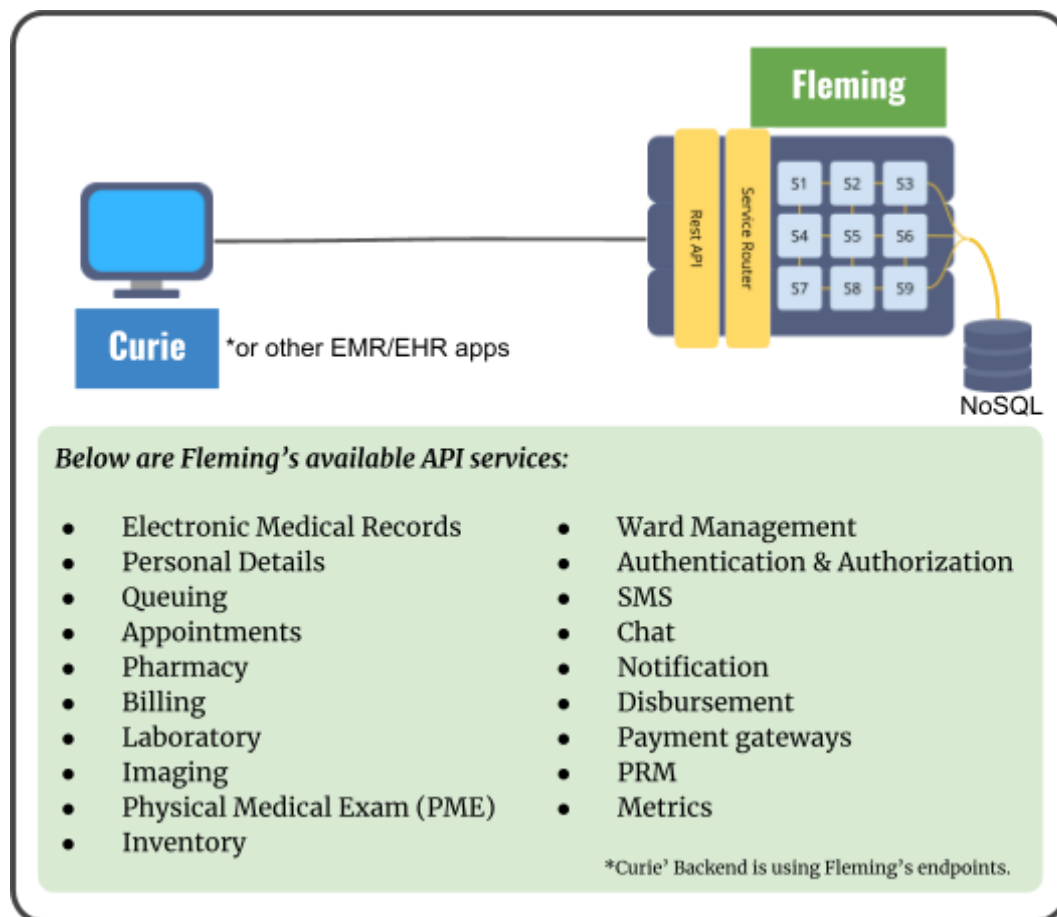 Fleming
Rest API
Service Router
S1 S2 S3
S4 S5 S6
S7 S8 S9
Curie
*or other EMR/EHR apps
NoSQL
Below are Fleming’s available API services:
● Electronic Medical Records
● Personal Details
● Queuing
● Appointments
● Pharmacy
● Billing
● Laboratory
● Imaging
● Physical Medical Exam (PME)
● Inventory
● Ward Management
● Authentication & Authorization
● SMS
● Chat
● Notification
● Disbursement
● Payment gateways
● PRM
● Metrics
*Curie’ Backend is using Fleming’s endpoints.